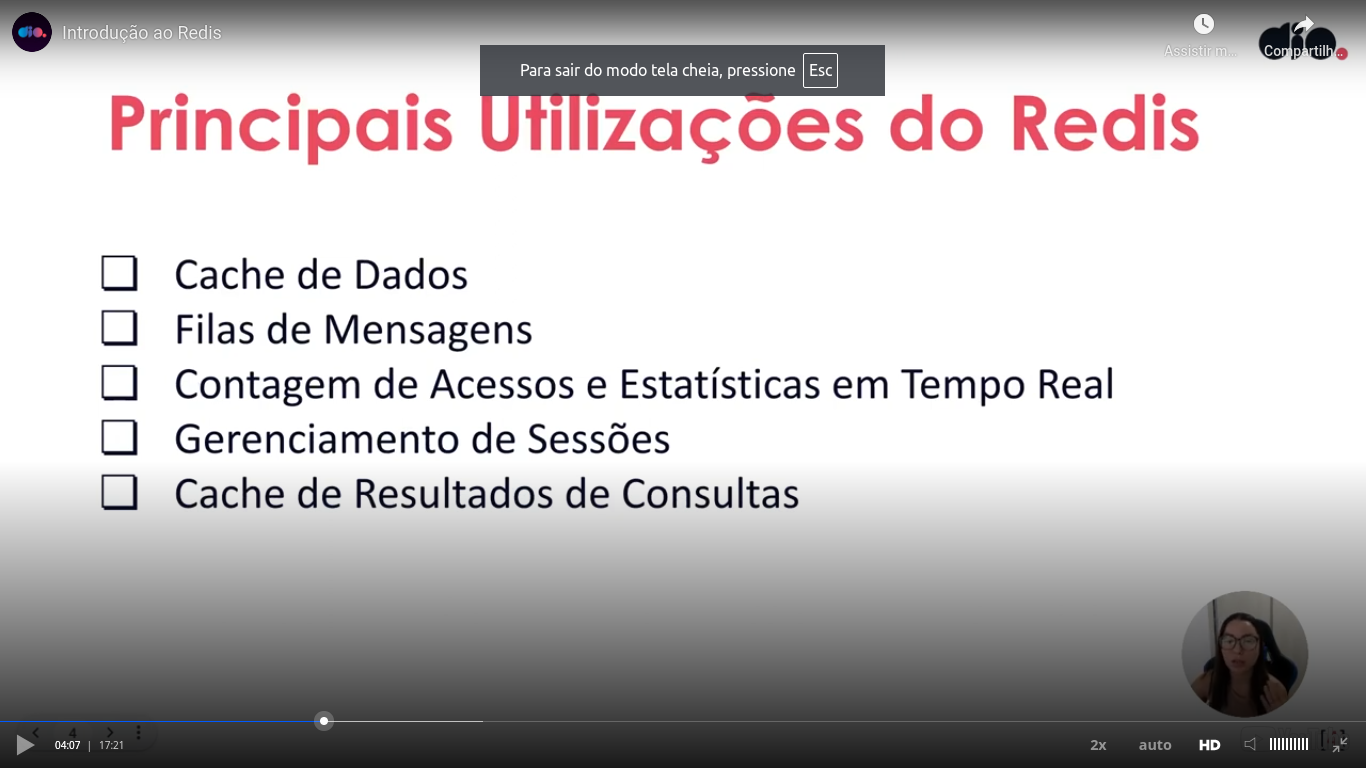 Introdução ao Redis
Assistir m...
Compartilh...
dio
Para sair do modo tela cheia, pressione Esc
Principais Utilizações do Redis
Cache de Dados
Filas de Mensagens
Contagem de Acessos e Estatísticas em Tempo Real
Gerenciamento de Sessões
Cache de Resultados de Consultas
4
04:07 | 17:21
2x
auto
HD